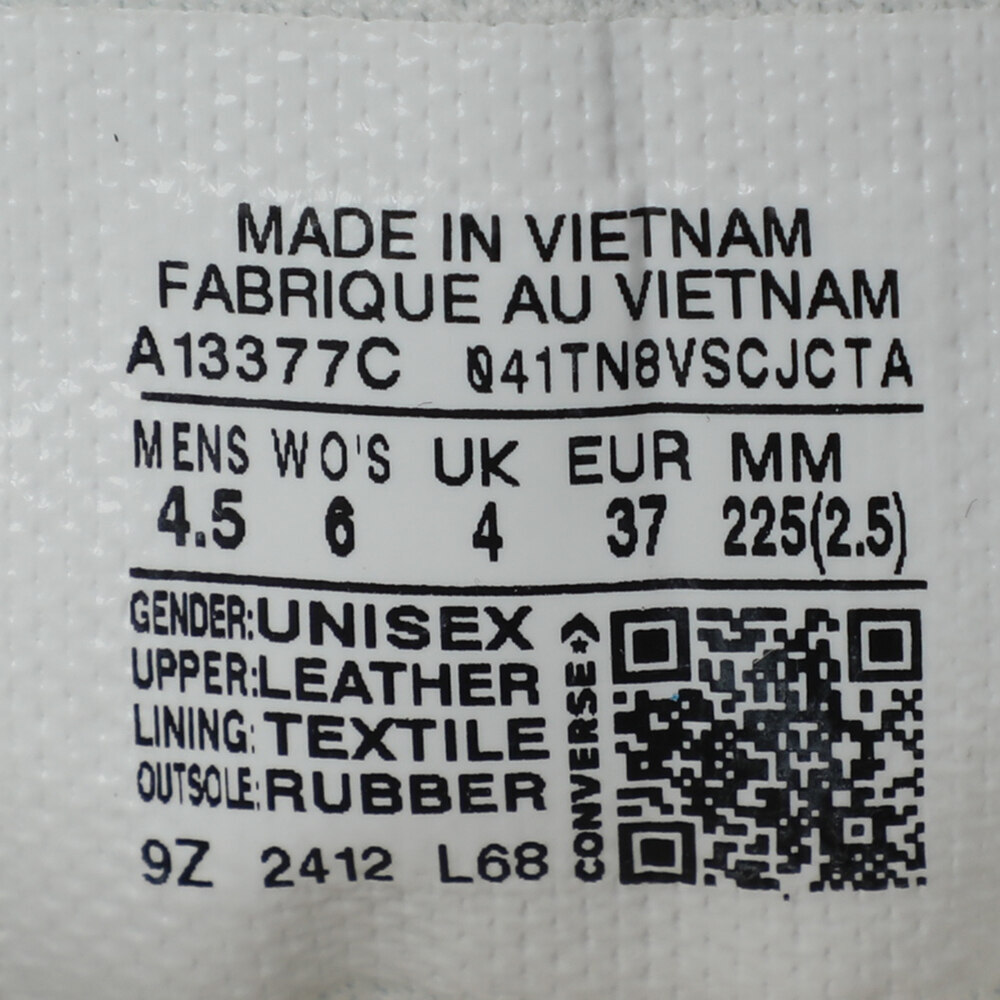 MADE IN VIETNAM
FABRIQUE AU VIETNAM
A13377C 041TN8VSCJCTA
MENS WO'S UK EUR MM
4.5 6 4 37 225(2.5)
GENDER:UNISEX
UPPER:LEATHER
LINING:TEXTILE
OUTSOLE:RUBBER
9Z 2412 L68
CONVERSE